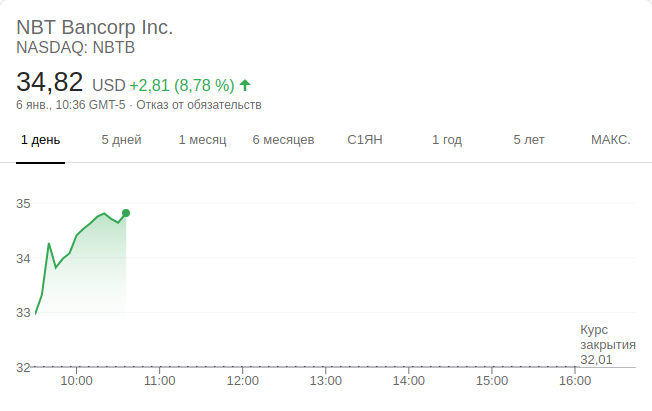 NBT Bancorp Inc.
NASDAQ: NBTB
34,82 USD +2,81 (8,78 %)
6 янв., 10:36 GMT-5 · Отказ от обязательств
1 день 5 дней 1 месяц 6 месяцев С1ЯН 1 год 5 лет МАКС.
35
34
33
Курс
закрытия
32,01
32
10:00 11:00 12:00 13:00 14:00 15:00 16:00